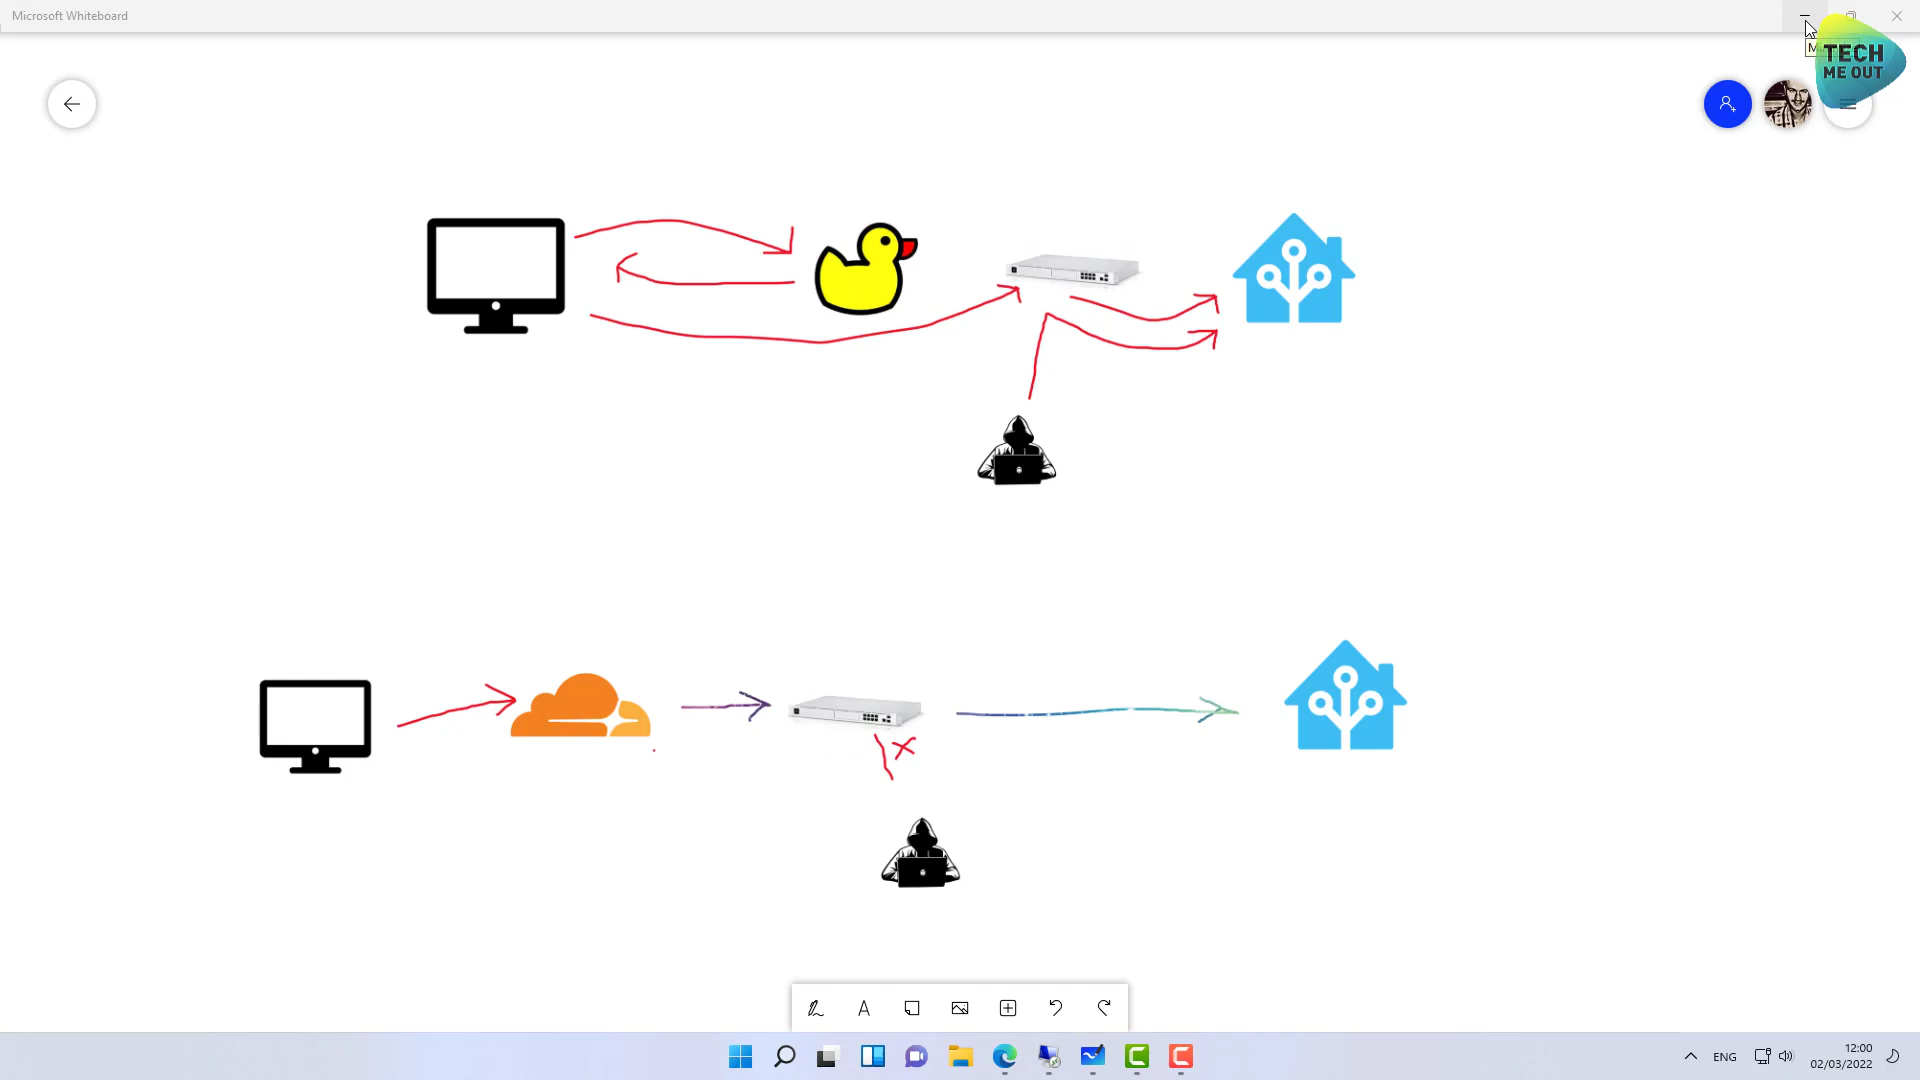 Microsoft Whiteboard
TECH
ME OUT
ENG
12:00
02/03/2022